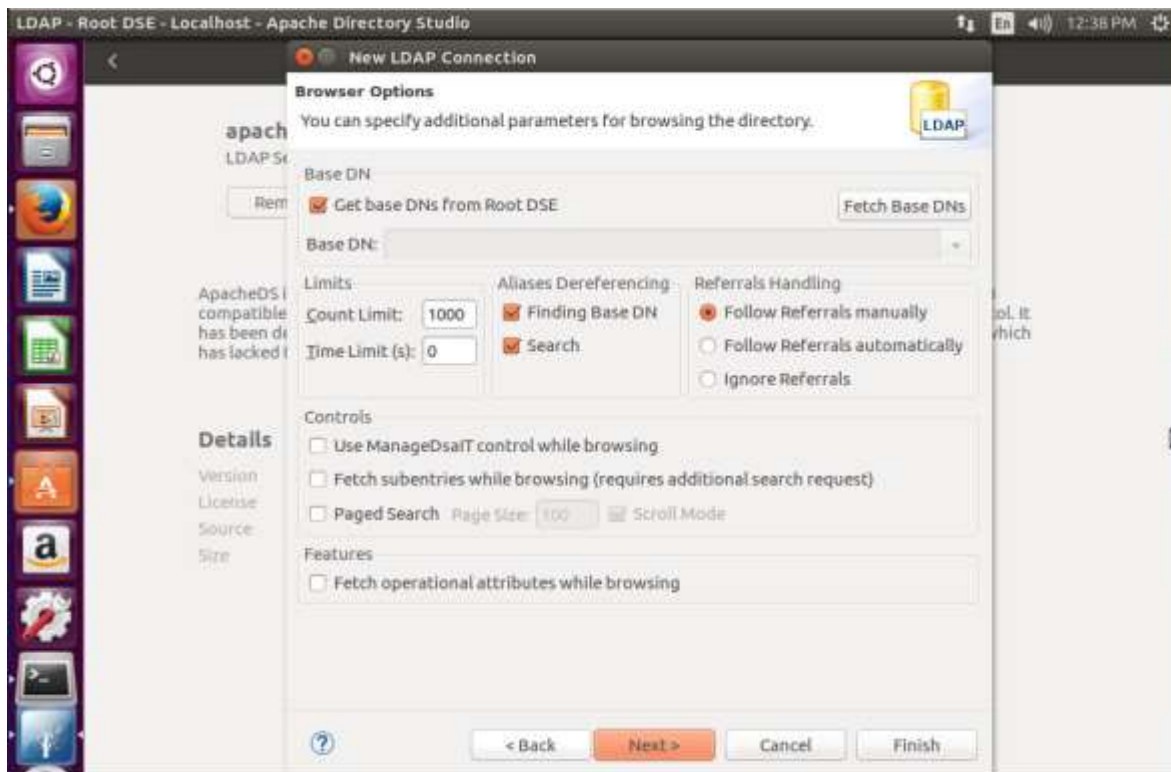 LDAP - Root DSE - Localhost - Apache Directory Studio
En 12:38 PM
New LDAP Connection
Browser Options
You can specify additional parameters for browsing the directory.
LDAP
apach
LDAP Se
Rem
Base DN
Get base DNs from Root DSE
Fetch Base DNs
Base DN:
Limits
Aliases Dereferencing
Referrals Handling
Count Limit: 1000
Finding Base DN
Follow Referrals manually
Time Limit (s): 0
Search
Follow Referrals automatically
Ignore Referrals
ApacheDS i
compatible
ol. It
has been de
which
has lacked t
Controls
Use ManageDsaIT control while browsing
Fetch subentries while browsing (requires additional search request)
Paged Search Page Size: 100 Scroll Mode
Details
Version
License
Source
Size
Features
Fetch operational attributes while browsing
a
? < Back Next > Cancel Finish